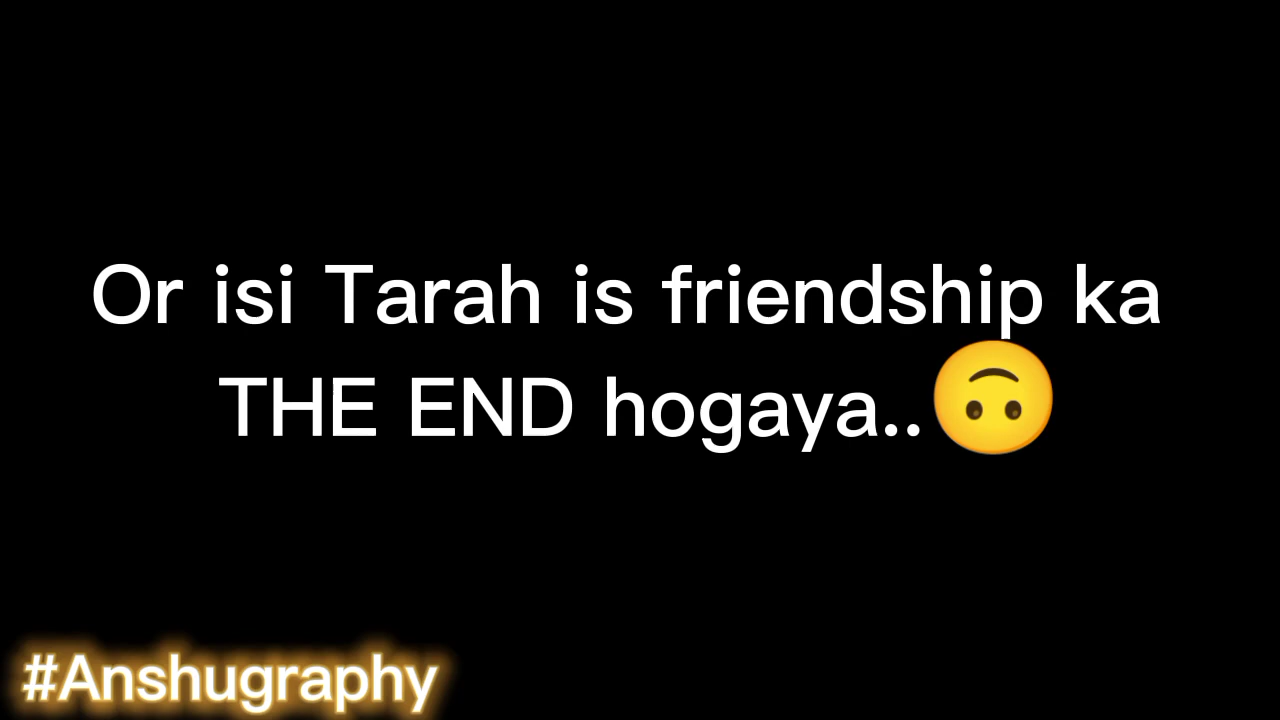 Or isi Tarah is friendship ka
THE END hogaya..🙃
#Anshugraphy